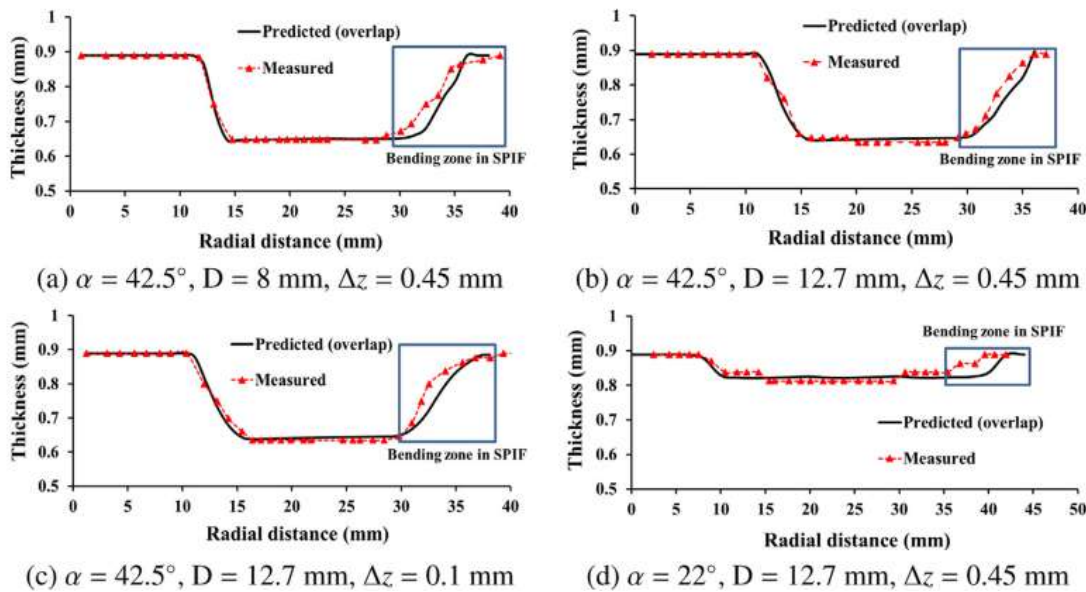 1
0.9
0.8
0.7
0.6
0.5
Thickness (mm)
Predicted (overlap)
Measured
Bending zone in SPIF
0 5 10 15 20 25 30 35 40
Radial distance (mm)
(a) α = 42.5°, D = 8 mm, Δz = 0.45 mm
1
0.9
0.8
0.7
0.6
0.5
Thickness (mm)
Predicted (overlap)
Measured
Bending zone in SPIF
0 5 10 15 20 25 30 35 40
Radial distance (mm)
(b) α = 42.5°, D = 12.7 mm, Δz = 0.45 mm
1
0.9
0.8
0.7
0.6
0.5
Thickness (mm)
Predicted (overlap)
Measured
Bending zone in SPIF
0 5 10 15 20 25 30 35 40
Radial distance (mm)
(c) α = 42.5°, D = 12.7 mm, Δz = 0.1 mm
1
0.9
0.8
0.7
0.6
0.5
Thickness (mm)
Bending zone in SPIF
Predicted (overlap)
Measured
0 5 10 15 20 25 30 35 40 45 50
Radial distance (mm)
(d) α = 22°, D = 12.7 mm, Δz = 0.45 mm